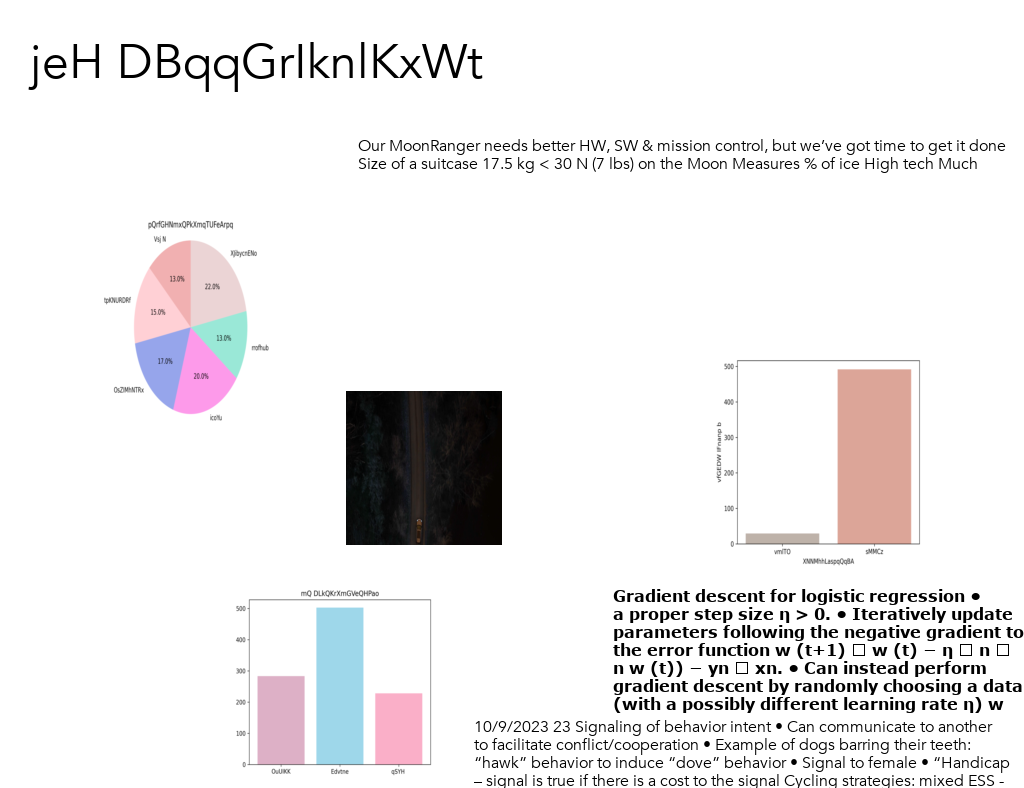 jeH DBqqGrIknlKxWt
Our MoonRanger needs better HW, SW & mission control, but we’ve got time to get it done
Size of a suitcase 17.5 kg < 30 N (7 lbs) on the Moon Measures % of ice High tech Much
pQrfGHNmxQPkXmqTUFeArpq
Vsj N
XJibycnENo
13.0%
22.0%
tpKNURDRf
15.0%
13.0%
mofhub
17.0%
20.0%
OsZlMhNTRx
icoYu
500
400
300
200
100
0
vfGEDW IFnanp b
vmITO
sMMCz
XNNMhhLaspqQqBA
mQ DLkQKrXmGVeQHPao
500
400
300
200
100
0
OuUlKK
Edvtne
qSYH
Gradient descent for logistic regression •
a proper step size η > 0. • Iteratively update
parameters following the negative gradient to
the error function w (t+1) □ w (t) − η □ n □
n w (t)) − yn □ xn. • Can instead perform
gradient descent by randomly choosing a data
(with a possibly different learning rate η) w
10/9/2023 23 Signaling of behavior intent • Can communicate to another
to facilitate conflict/cooperation • Example of dogs barring their teeth:
“hawk” behavior to induce “dove” behavior • Signal to female • “Handicap
– signal is true if there is a cost to the signal Cycling strategies: mixed ESS -